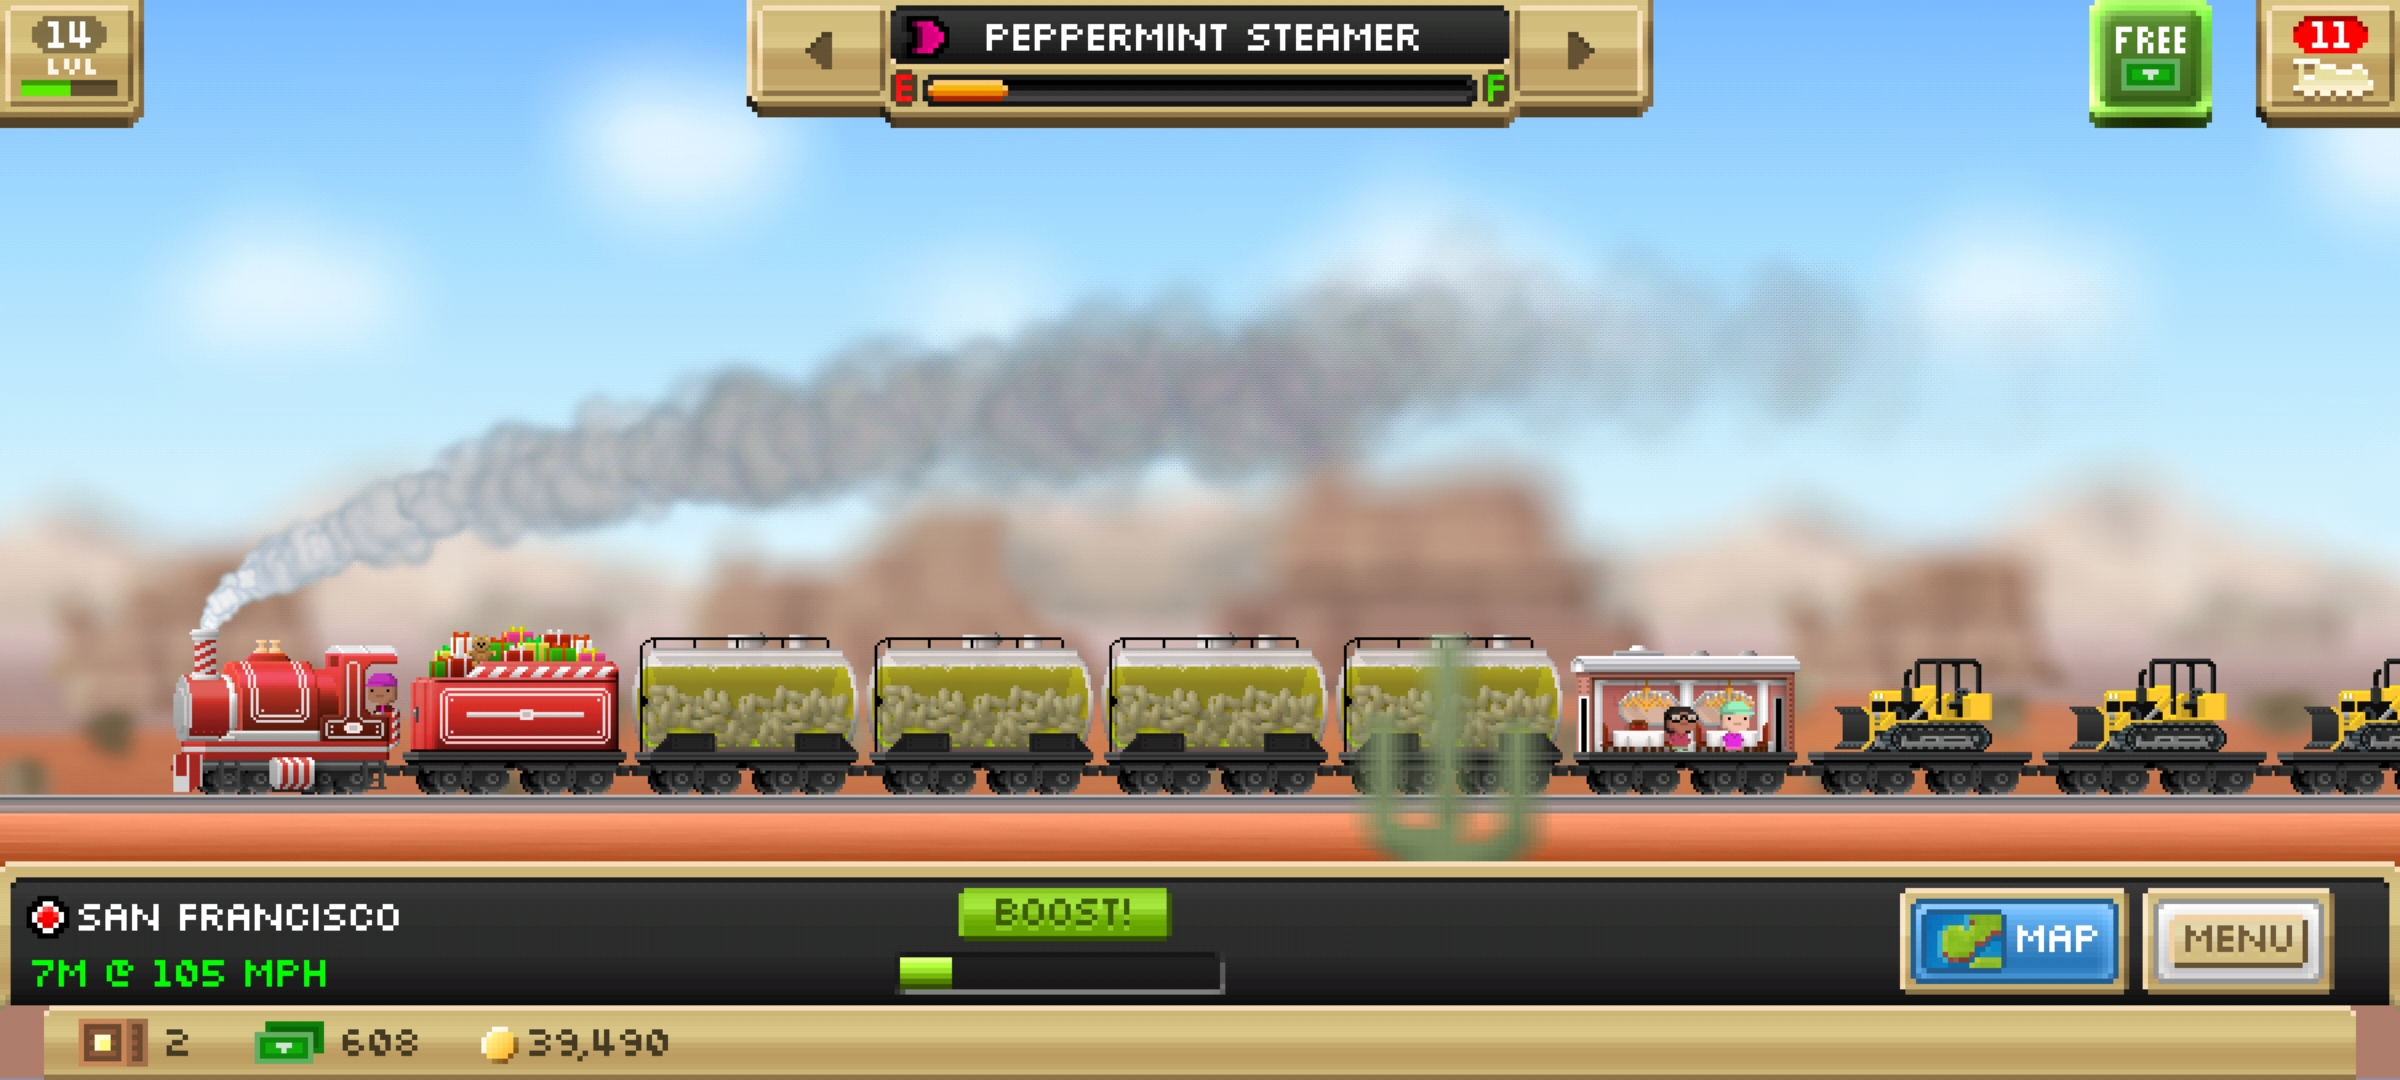 14
LVL
PEPPERMINT STEAMER
E F
FREE
11
SAN FRANCISCO
7M @ 105 MPH
BOOST!
MAP
MENU
2
608
39,490